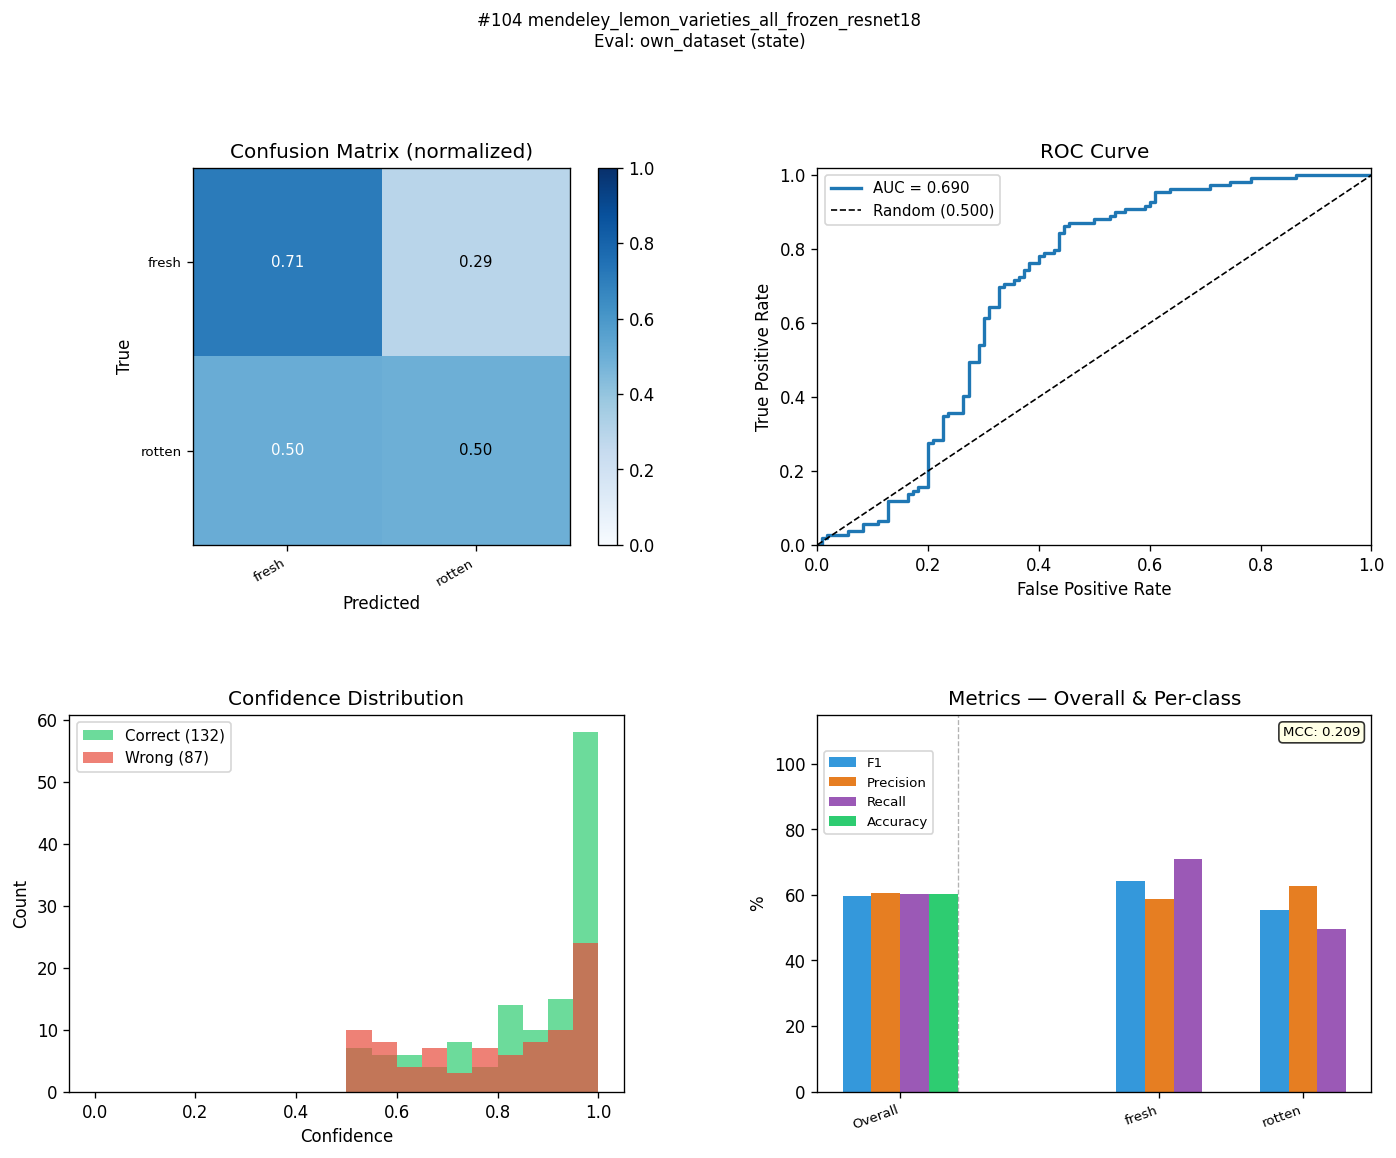 #104 mendeley_lemon_varieties_all_frozen_resnet18
Eval: own_dataset (state)
Confusion Matrix (normalized)
True
fresh
rotten
0.71
0.29
0.50
0.50
fresh
rotten
Predicted
1.0
0.8
0.6
0.4
0.2
0.0
ROC Curve
AUC = 0.690
Random (0.500)
True Positive Rate
1.0
0.8
0.6
0.4
0.2
0.0
0.0 0.2 0.4 0.6 0.8 1.0
False Positive Rate
Confidence Distribution
Correct (132)
Wrong (87)
Count
60
50
40
30
20
10
0
0.0 0.2 0.4 0.6 0.8 1.0
Confidence
Metrics — Overall & Per-class
MCC: 0.209
F1
Precision
Recall
Accuracy
%
100
80
60
40
20
0
Overall
fresh
rotten